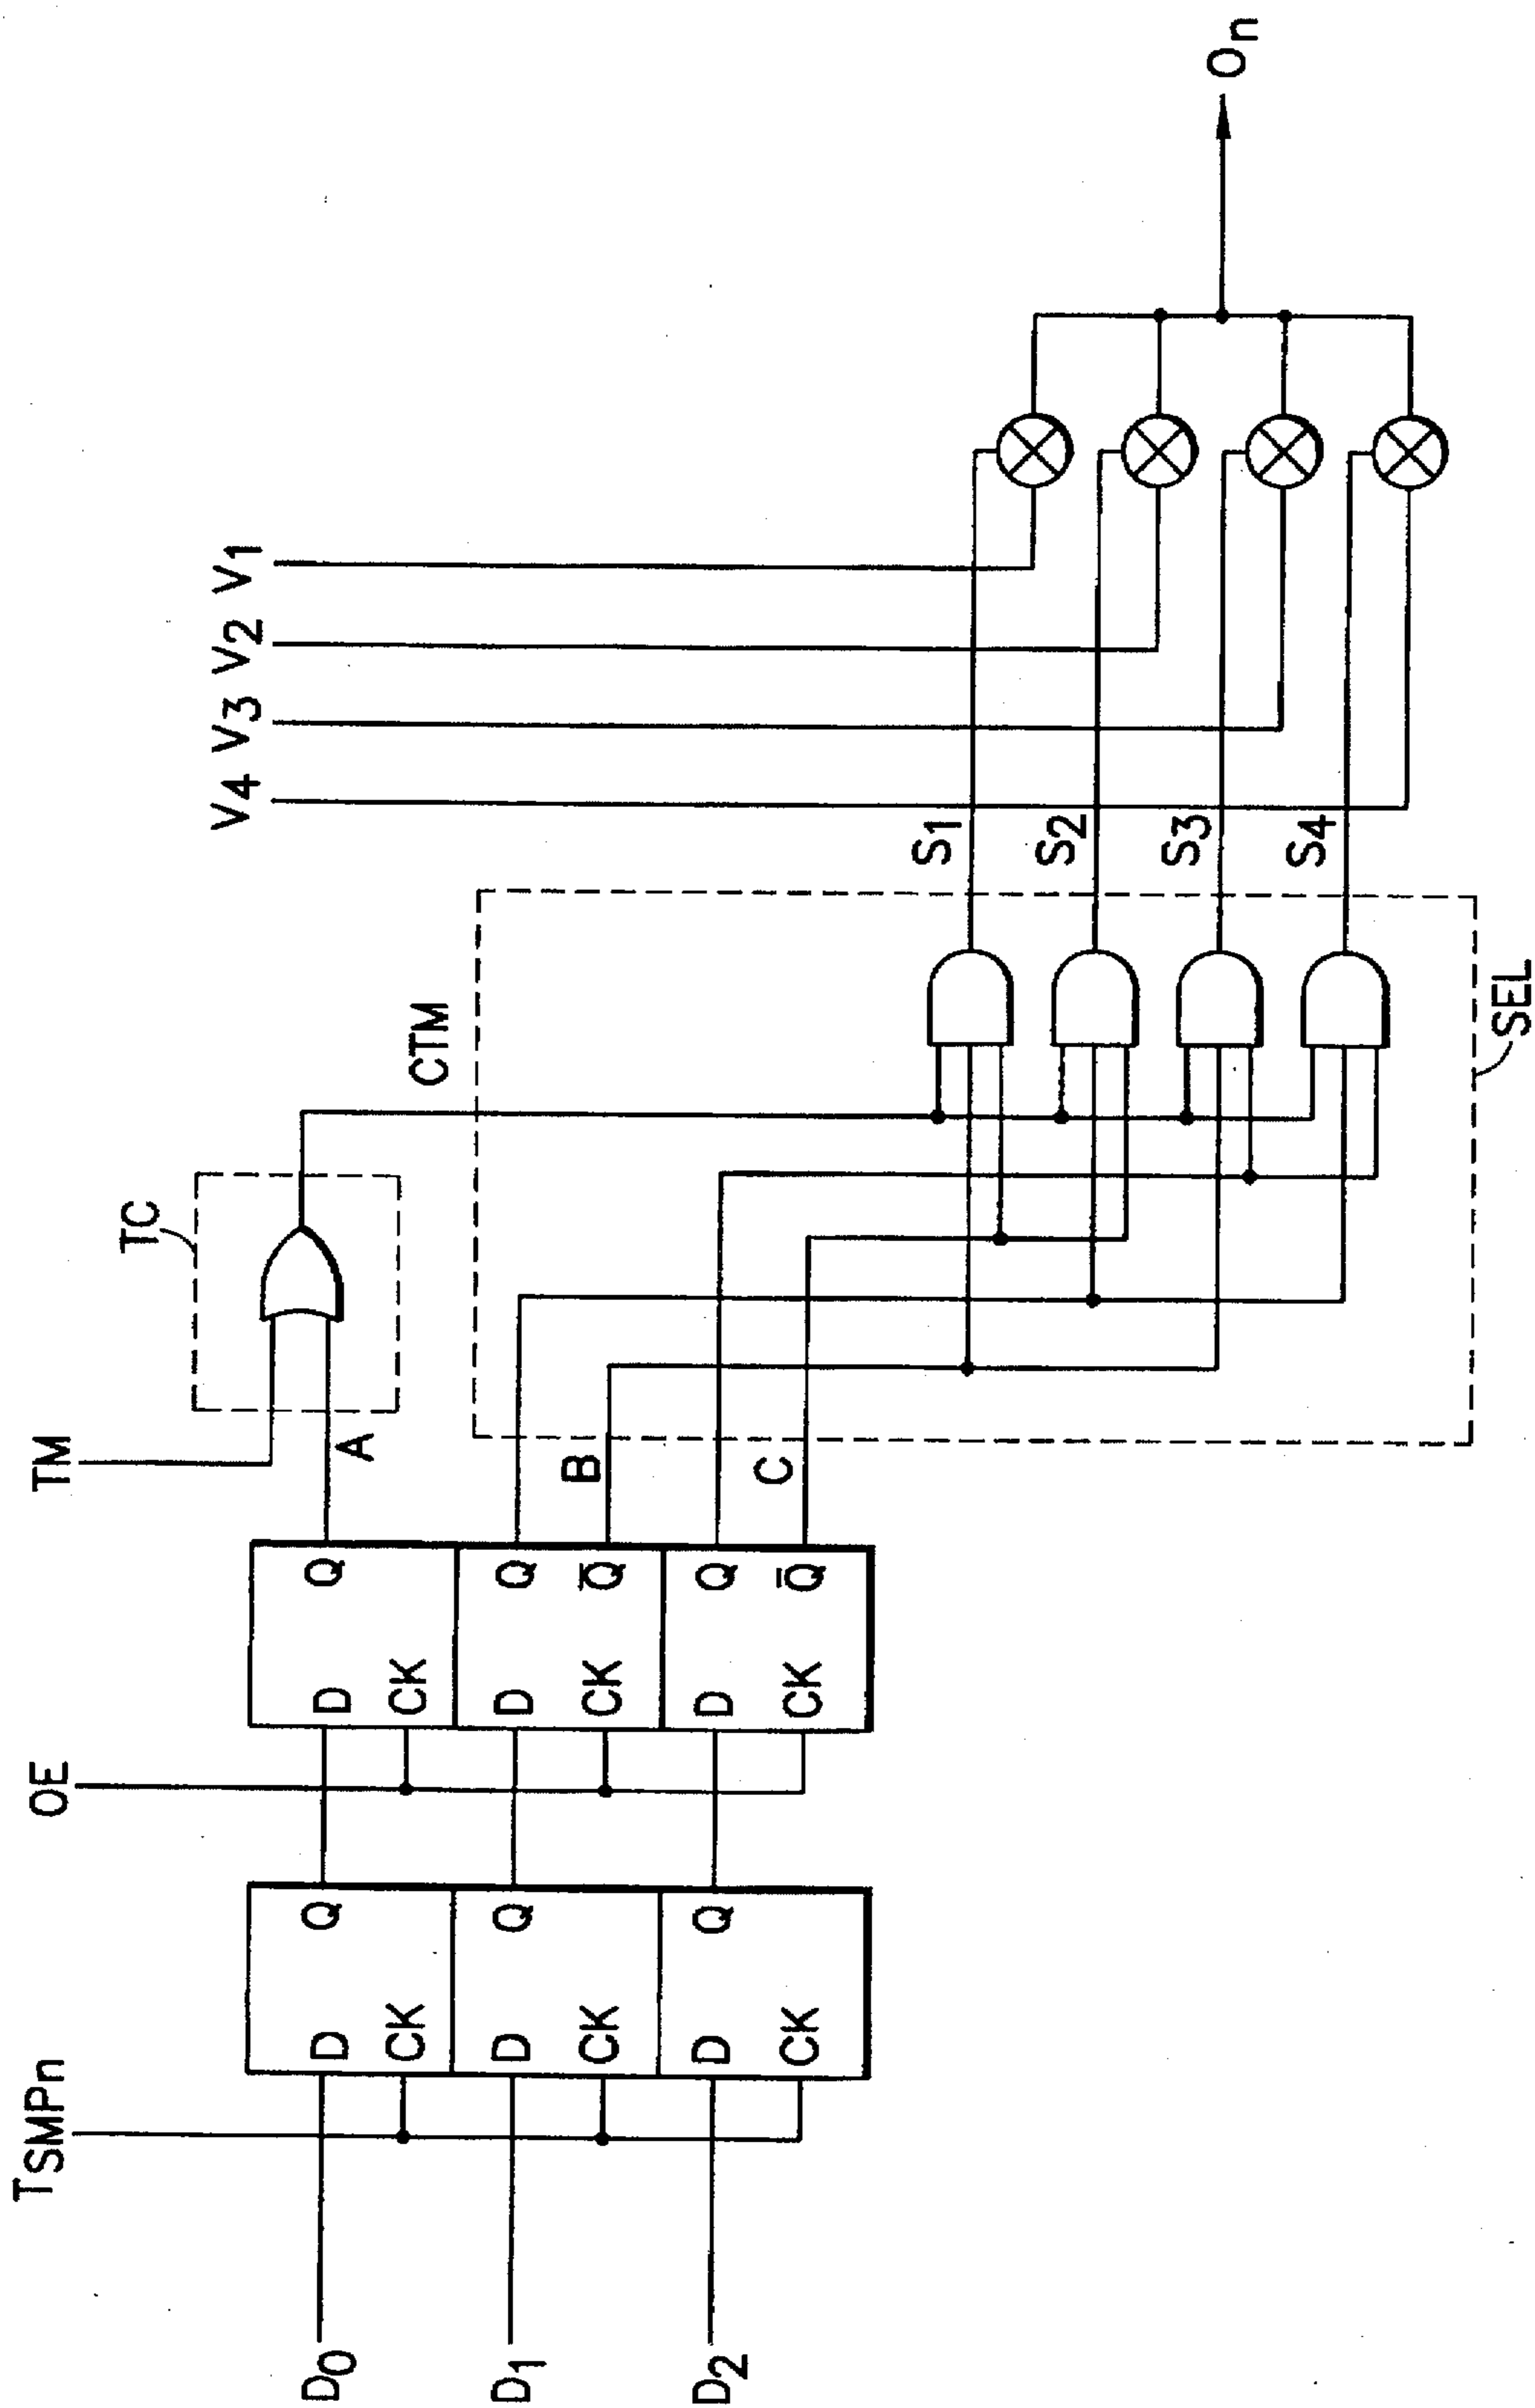 TSMPn
OE
TM
TC
V4
V3
V2
V1
D0
D
Q
D
Q
A
CK
CK
CTM
D1
D
Q
D
Q
CK
CK
Q̅
B
D2
D
Q
D
Q
CK
CK
Q̅
C
S1
S2
S3
S4
On
SEL